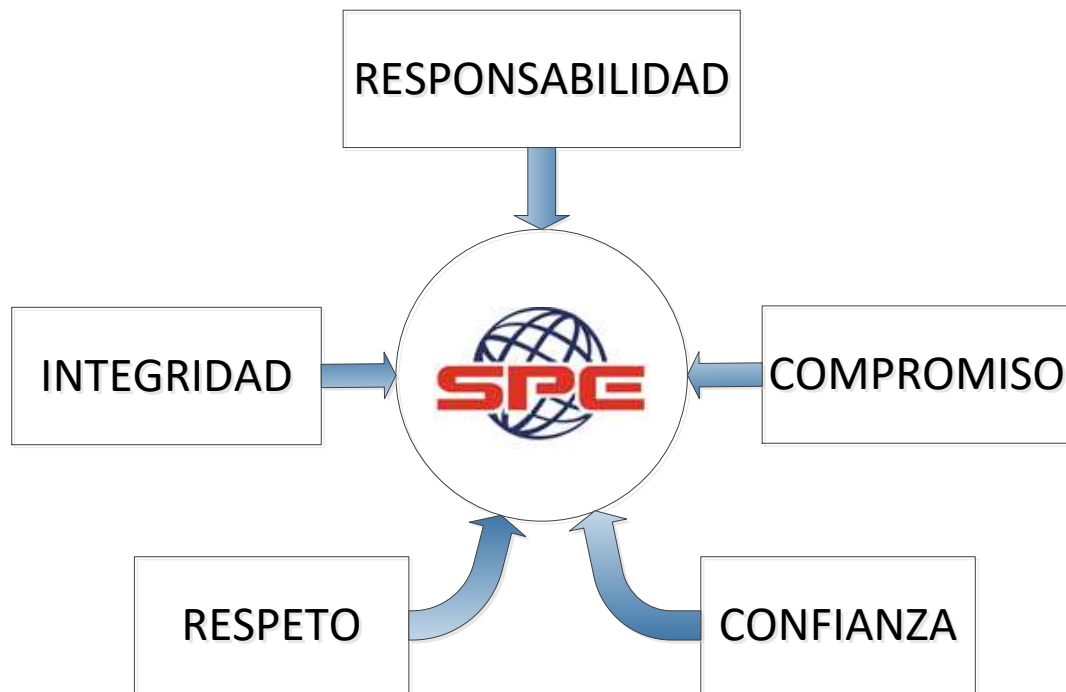 RESPONSABILIDAD
INTEGRIDAD
SPE
COMPROMISO
RESPETO
CONFIANZA